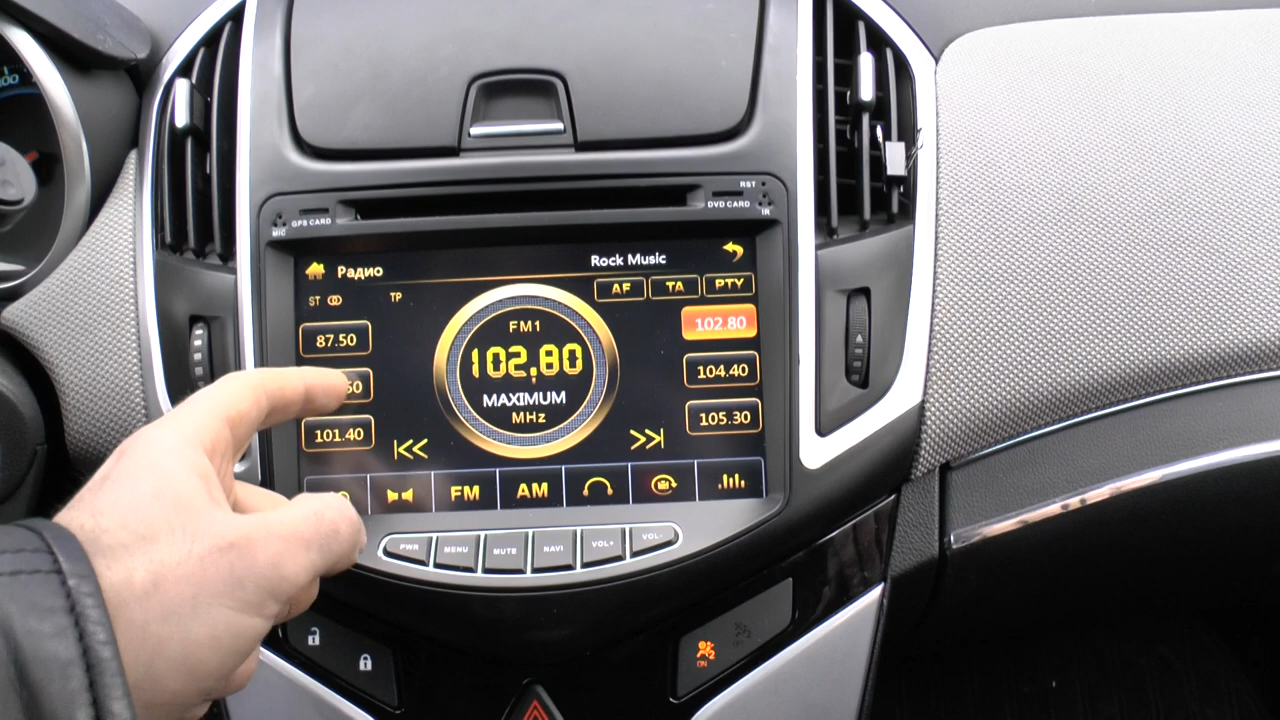 100
RST
GPS CARD
DVD CARD
MIC
IR
Радио
Rock Music
ST
TP
AF
TA
PTY
87.50
FM1
102.80
102.80
104.40
MAXIMUM
MHz
101.40
105.30
FM
AM
PWR
MENU
MUTE
NAVI
VOL+
VOL-
ON